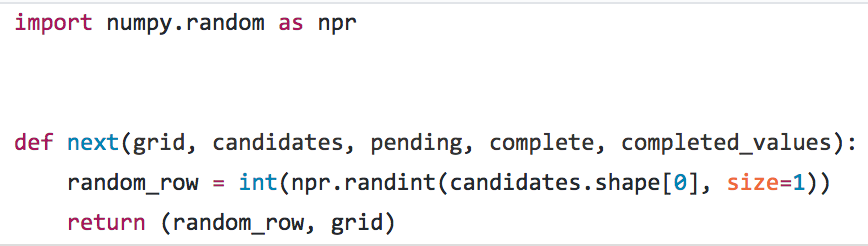 import numpy.random as npr
def next(grid, candidates, pending, complete, completed_values):
    random_row = int(npr.randint(candidates.shape[0], size=1))
    return (random_row, grid)